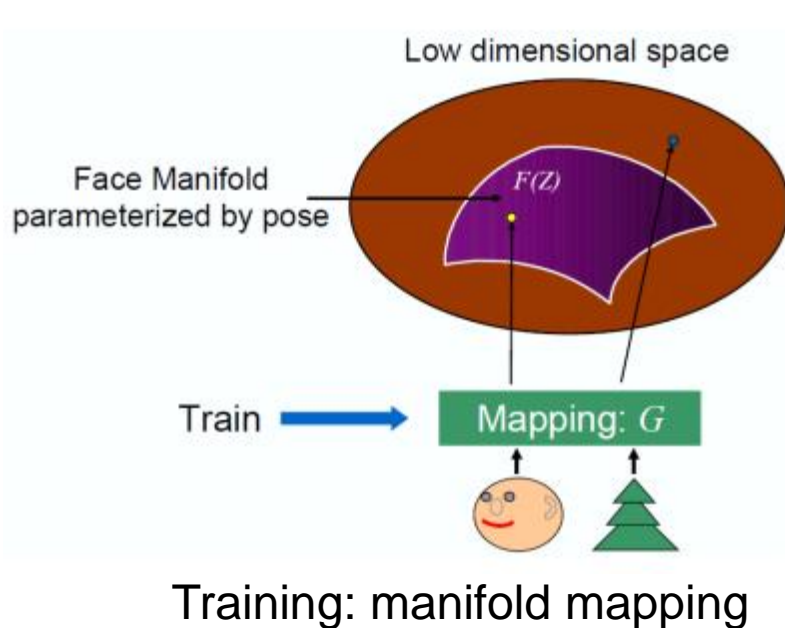 Low dimensional space
Face Manifold
parameterized by pose
F(Z)
Train
Mapping: G
Training: manifold mapping